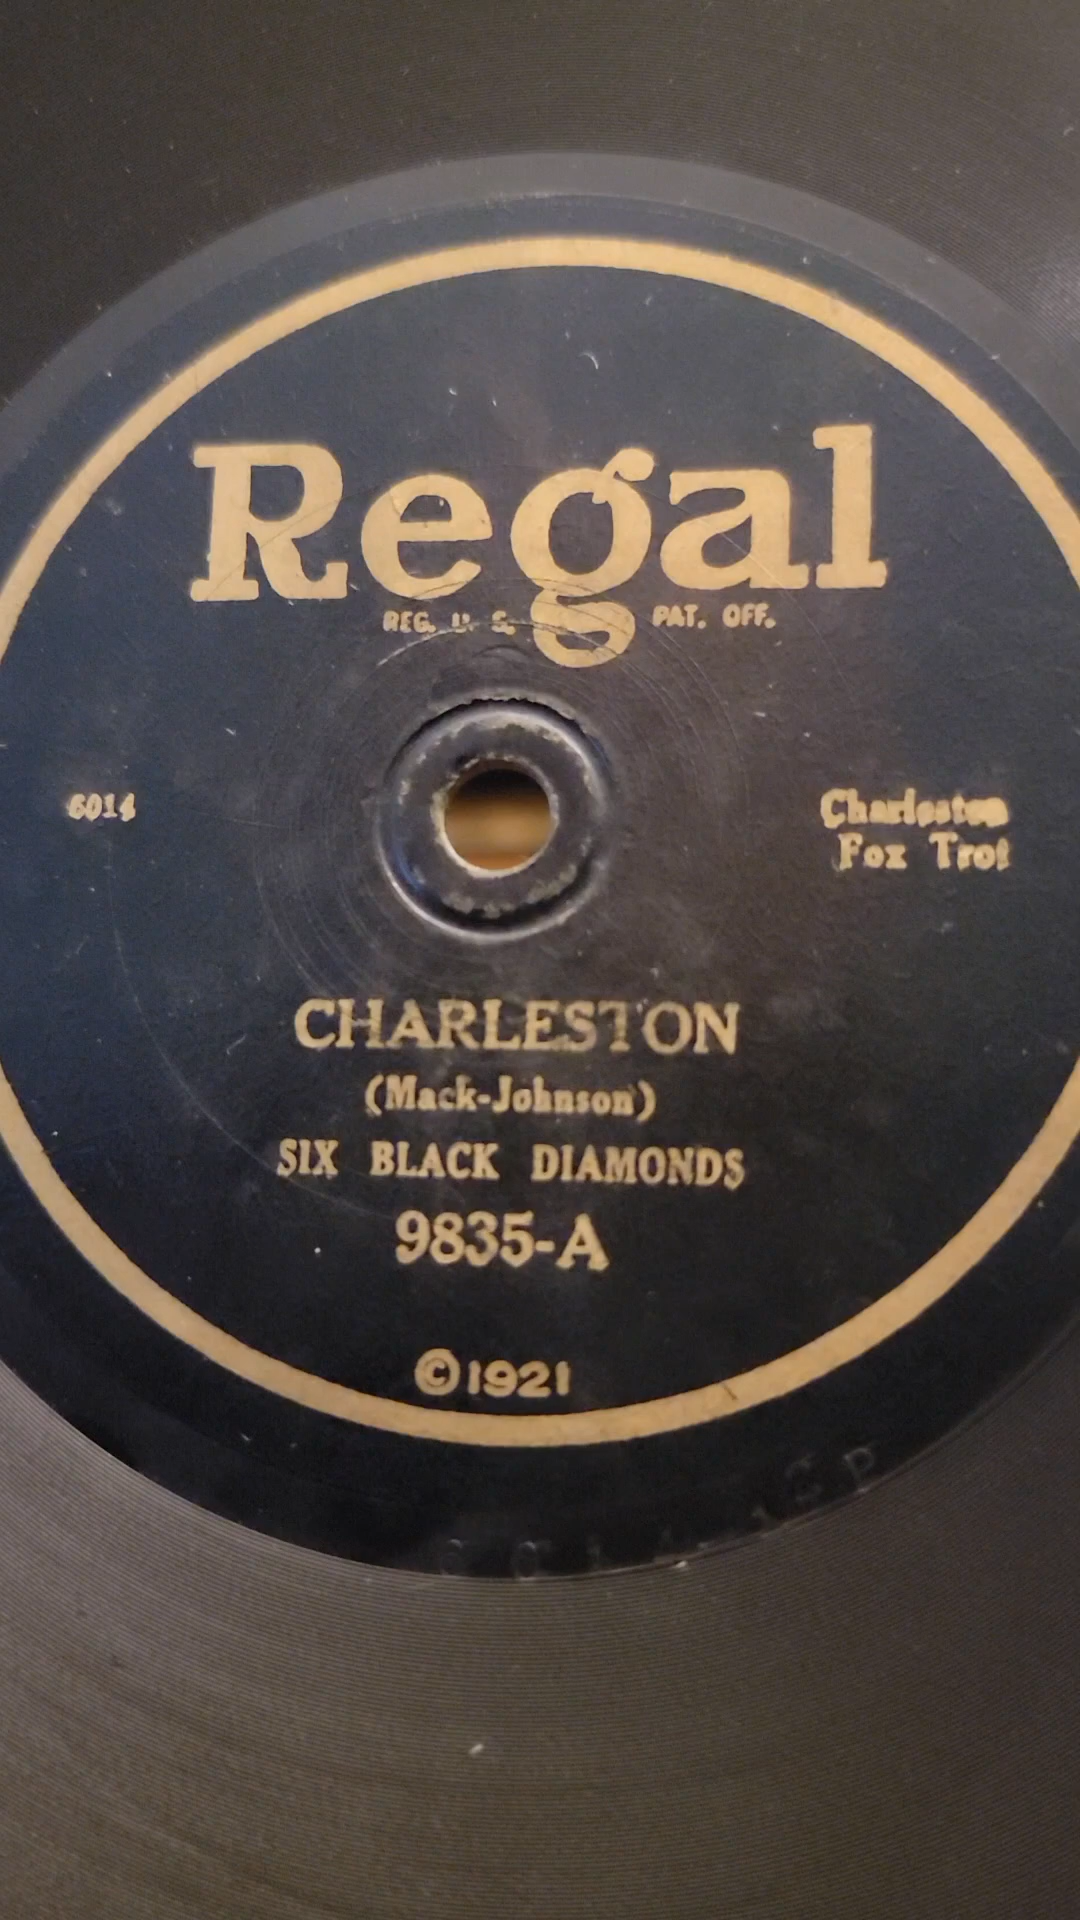 Regal
REG. U. S. PAT. OFF.
6014
Charleston
Fox Trot
CHARLESTON
(Mack-Johnson)
SIX BLACK DIAMONDS
9835-A
©1921